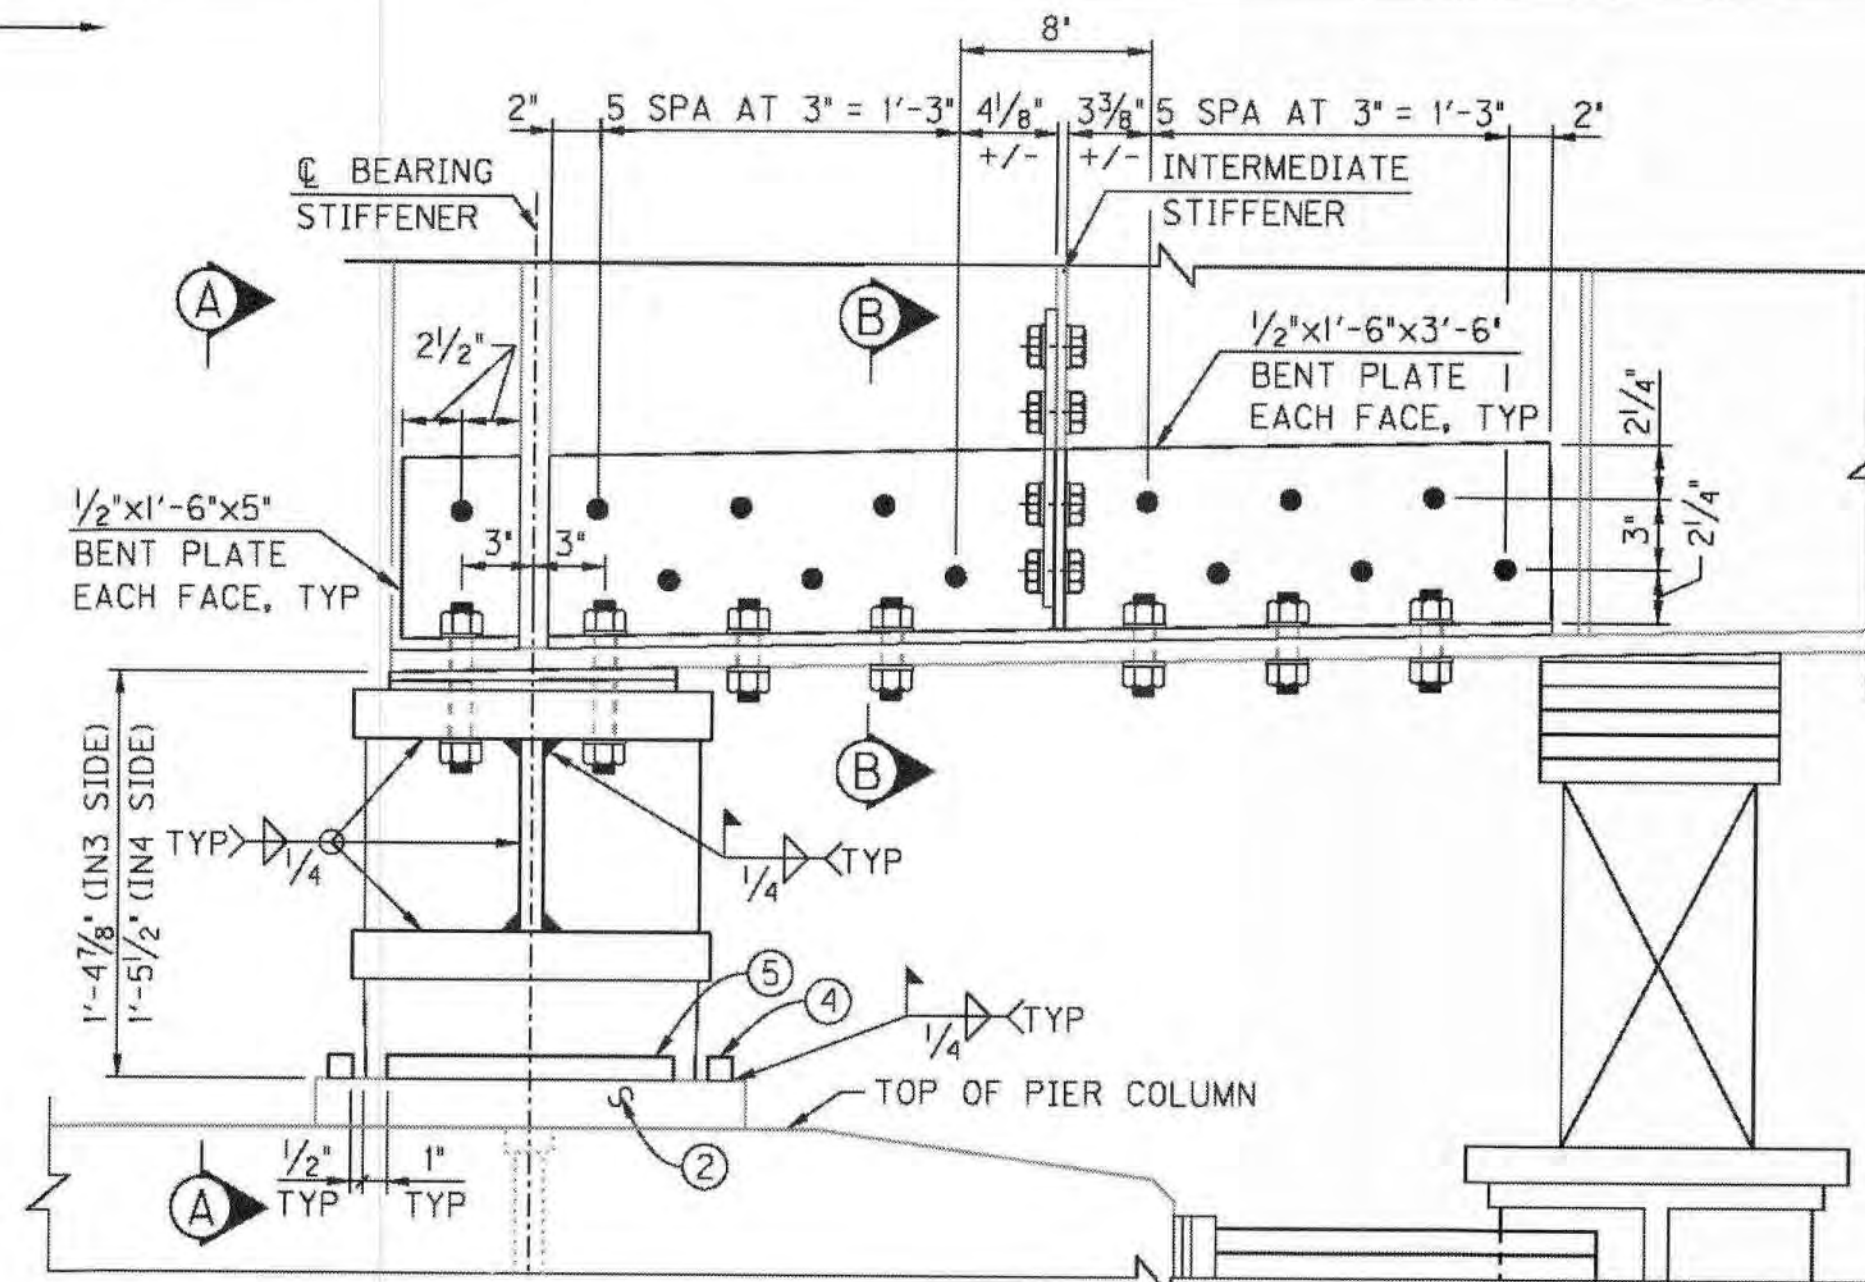 8"
2"
5 SPA AT 3" = 1'-3"
4 1/8"
+/-
3 3/8"
+/-
5 SPA AT 3" = 1'-3"
2"
℄ BEARING
STIFFENER
INTERMEDIATE
STIFFENER
A
B
2 1/2"
1/2"x1'-6"x3'-6"
BENT PLATE
EACH FACE, TYP
2 1/4"
3"
2 1/4"
1/2"x1'-6"x5"
BENT PLATE
EACH FACE, TYP
3"
3"
1'-4 7/8" (IN3 SIDE)
1'-5 1/2" (IN4 SIDE)
B
TYP
1/4
1/4
TYP
5
4
1/4
TYP
TOP OF PIER COLUMN
2
A
1/2"
TYP
1"
TYP